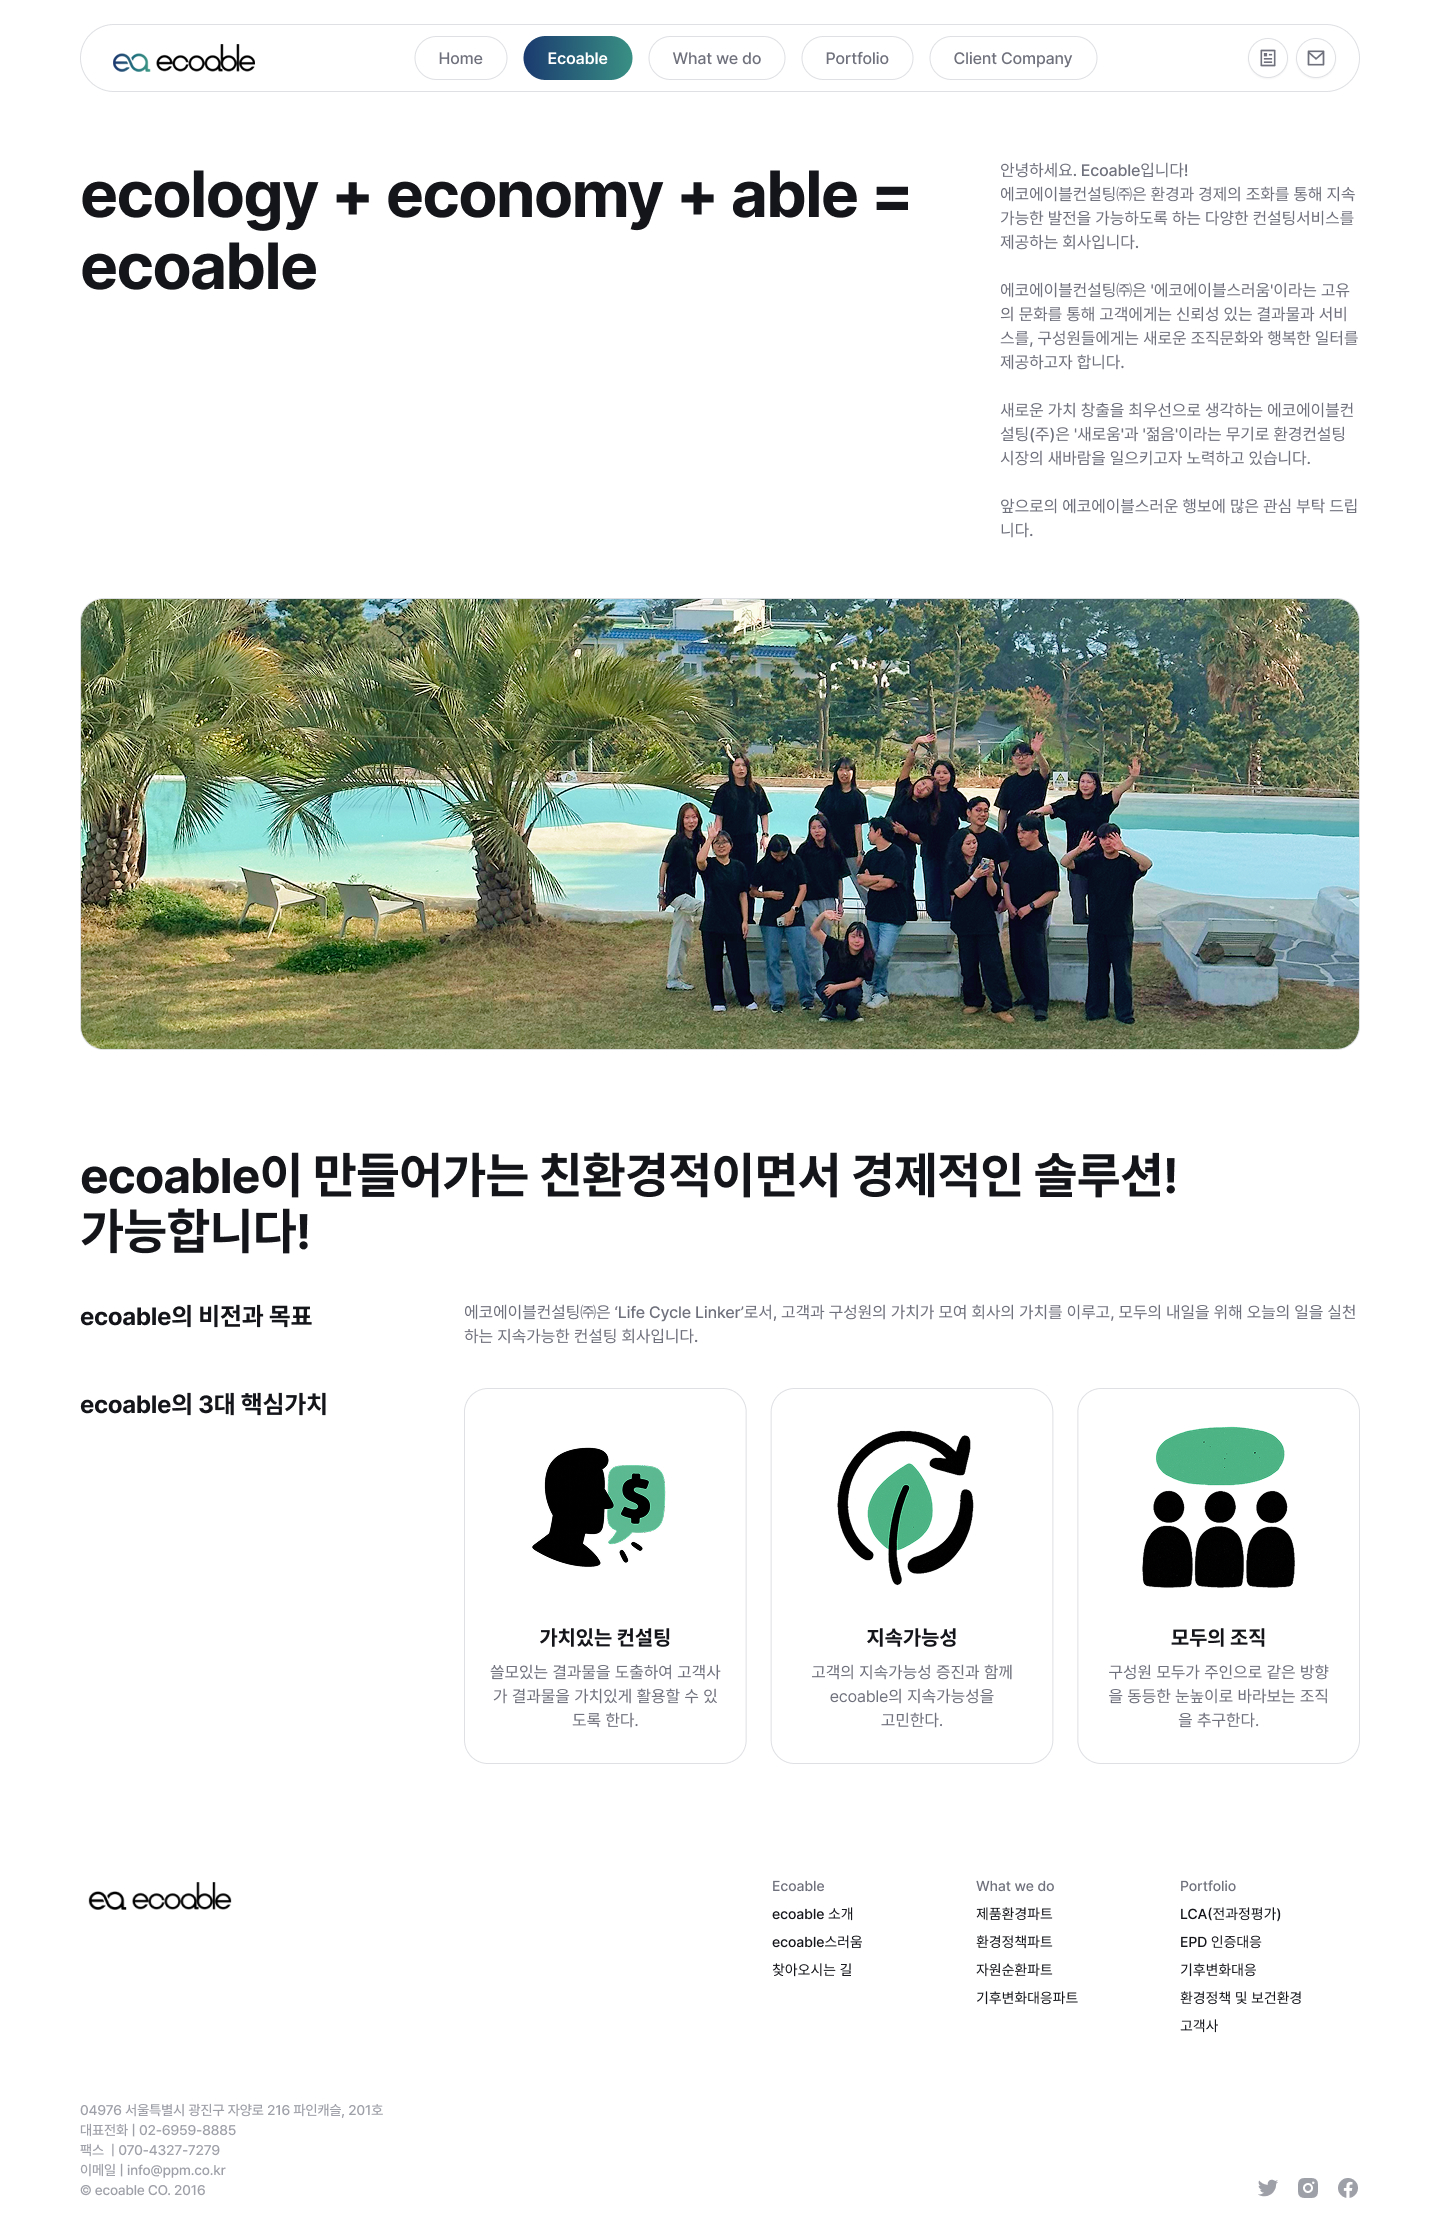 ea ecoable
Home
Ecoable
What we do
Portfolio
Client Company
ecology + economy + able =
ecoable
안녕하세요. Ecoable입니다!
에코에이블컨설팅㈜은 환경과 경제의 조화를 통해 지속
가능한 발전을 가능하도록 하는 다양한 컨설팅서비스를
제공하는 회사입니다.
에코에이블컨설팅㈜은 '에코에이블스러움'이라는 고유
의 문화를 통해 고객에게는 신뢰성 있는 결과물과 서비
스를, 구성원들에게는 새로운 조직문화와 행복한 일터를
제공하고자 합니다.
새로운 가치 창출을 최우선으로 생각하는 에코에이블컨
설팅(주)은 '새로움'과 '젊음'이라는 무기로 환경컨설팅
시장의 새바람을 일으키고자 노력하고 있습니다.
앞으로의 에코에이블스러운 행보에 많은 관심 부탁 드립
니다.
ecoable이 만들어가는 친환경적이면서 경제적인 솔루션!
가능합니다!
ecoable의 비전과 목표
에코에이블컨설팅㈜은 ‘Life Cycle Linker’로서, 고객과 구성원의 가치가 모여 회사의 가치를 이루고, 모두의 내일을 위해 오늘의 일을 실천
하는 지속가능한 컨설팅 회사입니다.
ecoable의 3대 핵심가치
$
가치있는 컨설팅
쓸모있는 결과물을 도출하여 고객사
가 결과물을 가치있게 활용할 수 있
도록 한다.
지속가능성
고객의 지속가능성 증진과 함께
ecoable의 지속가능성을
고민한다.
모두의 조직
구성원 모두가 주인으로 같은 방향
을 동등한 눈높이로 바라보는 조직
을 추구한다.
ea ecoable
Ecoable
ecoable 소개
ecoable스러움
찾아오시는 길
What we do
제품환경파트
환경정책파트
자원순환파트
기후변화대응파트
Portfolio
LCA(전과정평가)
EPD 인증대응
기후변화대응
환경정책 및 보건환경
고객사
04976 서울특별시 광진구 자양로 216 파인캐슬, 201호
대표전화 | 02-6959-8885
팩스 | 070-4327-7279
이메일 | info@ppm.co.kr
© ecoable CO. 2016